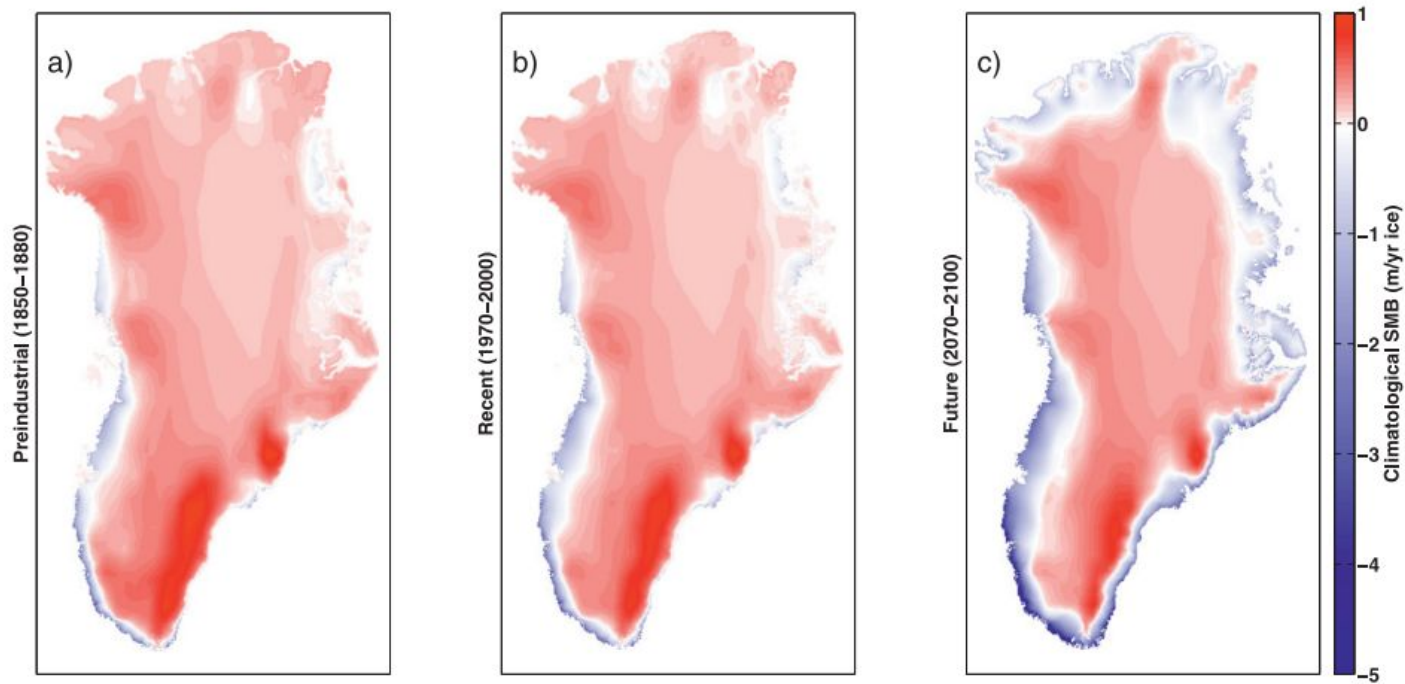 a)
Preindustrial (1850–1880)
b)
Recent (1970–2000)
c)
Future (2070–2100)
1
0
−1
−2
−3
−4
−5
Climatological SMB (m/yr ice)